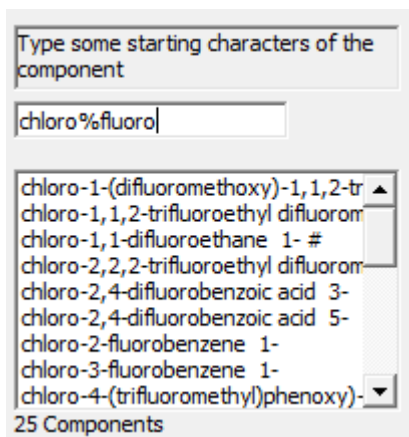 Type some starting characters of the
component
chloro%fluoro
chloro-1-(difluoromethoxy)-1,1,2-tr
chloro-1,1,2-trifluoroethyl difluorom
chloro-1,1-difluoroethane  1- #
chloro-2,2,2-trifluoroethyl difluorom
chloro-2,4-difluorobenzoic acid  3-
chloro-2,4-difluorobenzoic acid  5-
chloro-2-fluorobenzene  1-
chloro-3-fluorobenzene  1-
chloro-4-(trifluoromethyl)phenoxy)-
25 Components